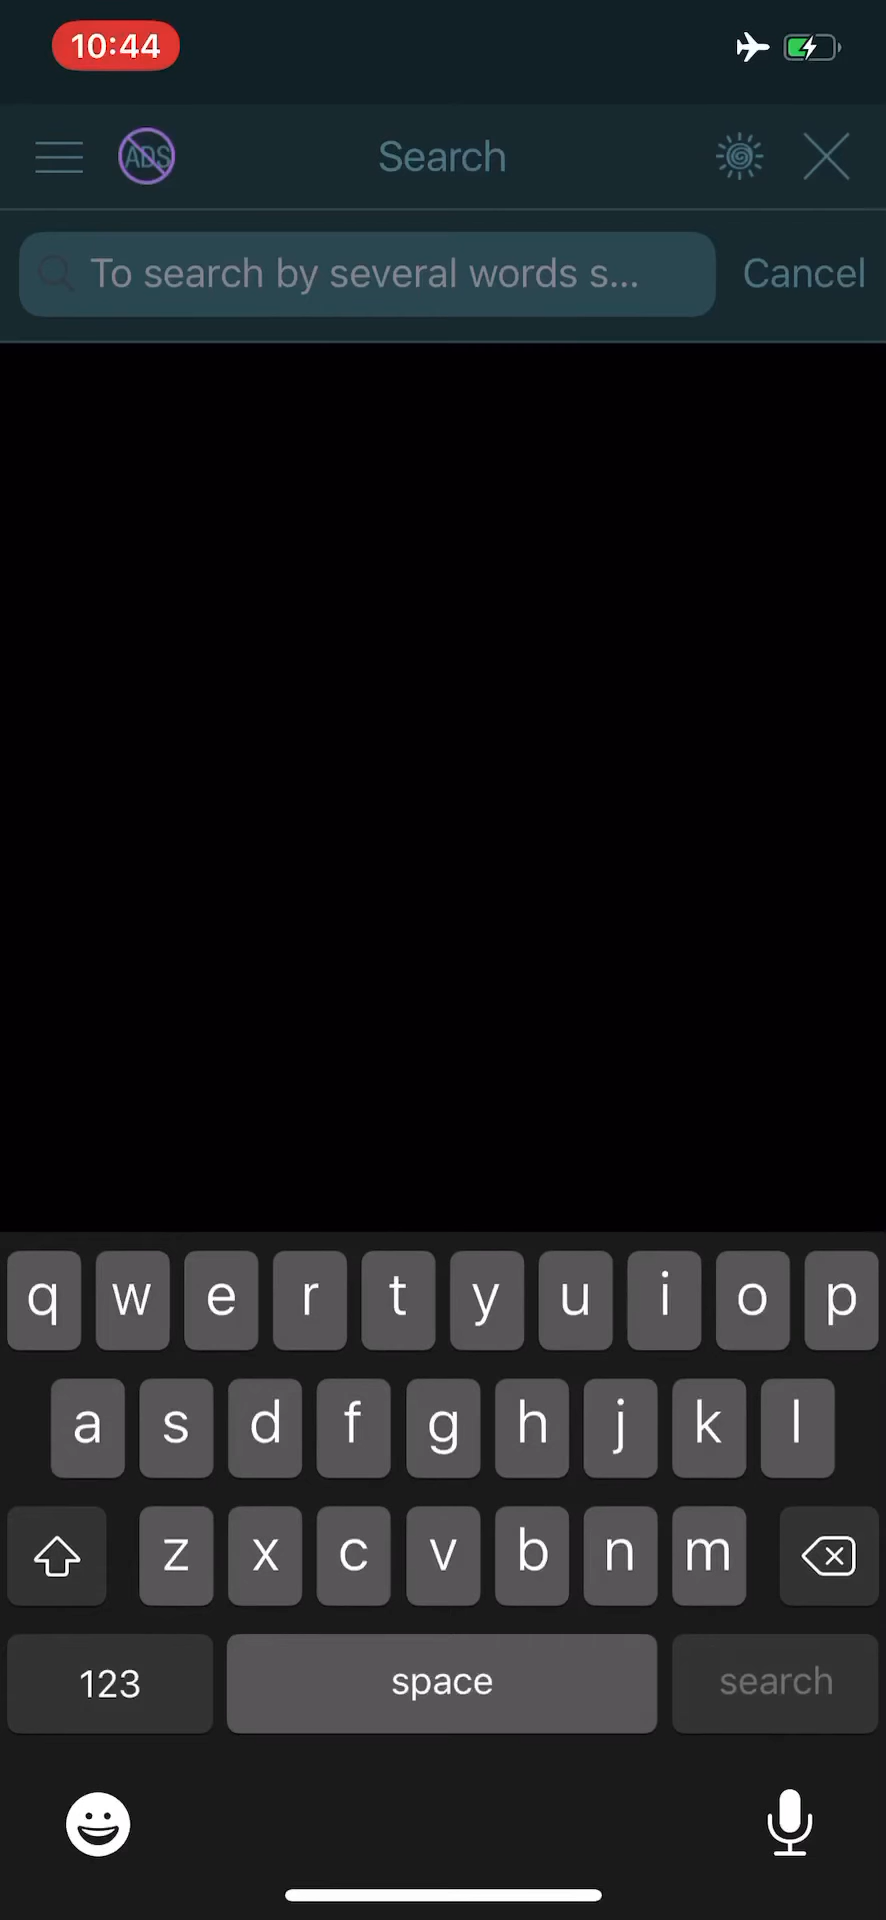 10:44
ADS
Search
To search by several words s...
Cancel
q w e r t y u i o p
a s d f g h j k l
z x c v b n m
123 space search